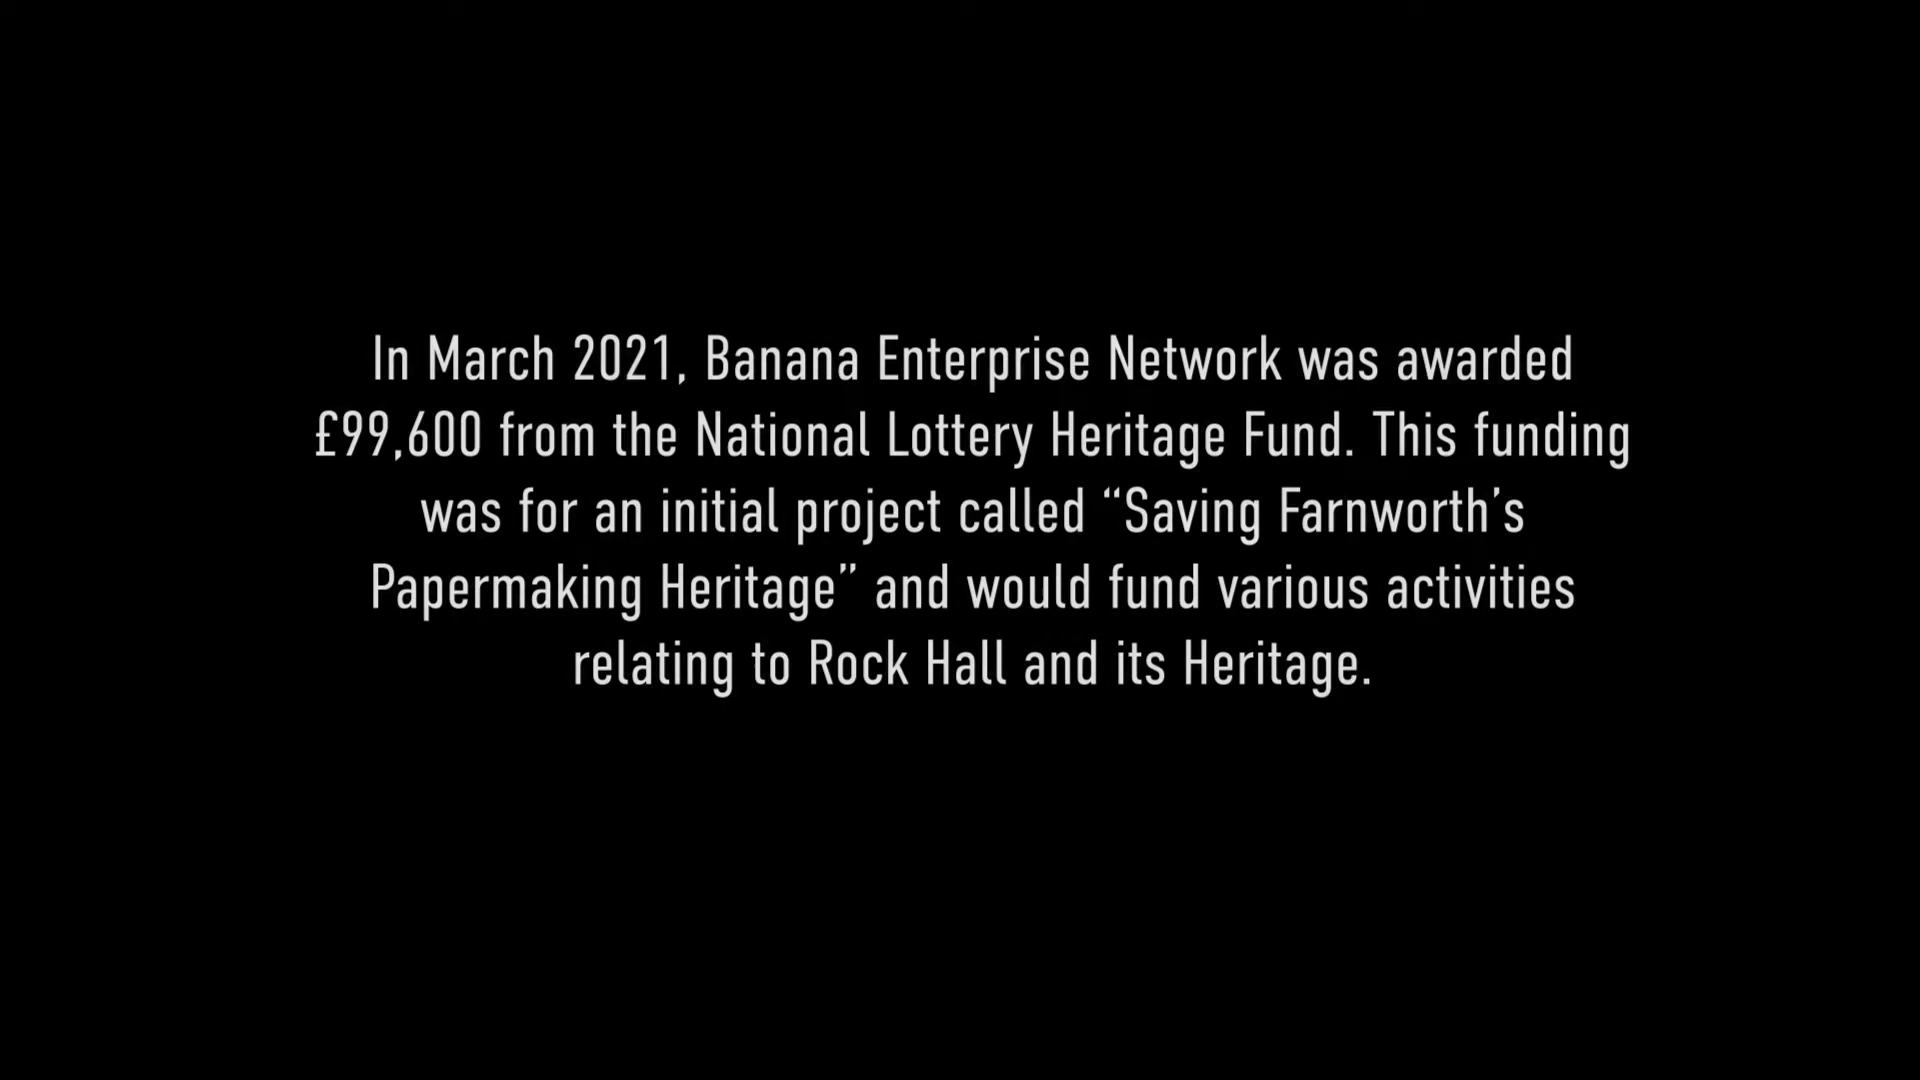 In March 2021, Banana Enterprise Network was awarded
£99,600 from the National Lottery Heritage Fund. This funding
was for an initial project called “Saving Farnworth’s
Papermaking Heritage” and would fund various activities
relating to Rock Hall and its Heritage.